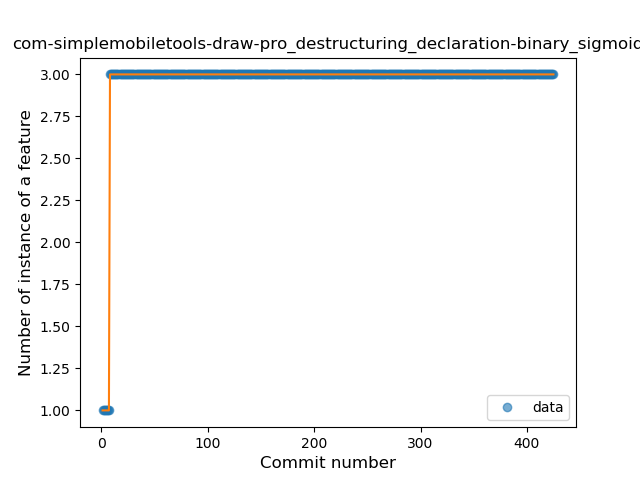 com-simplemobiletools-draw-pro_destructuring_declaration-binary_sigmoid
3.00
2.75
2.50
2.25
2.00
1.75
1.50
1.25
1.00
Number of instance of a feature
0 100 200 300 400
Commit number
data